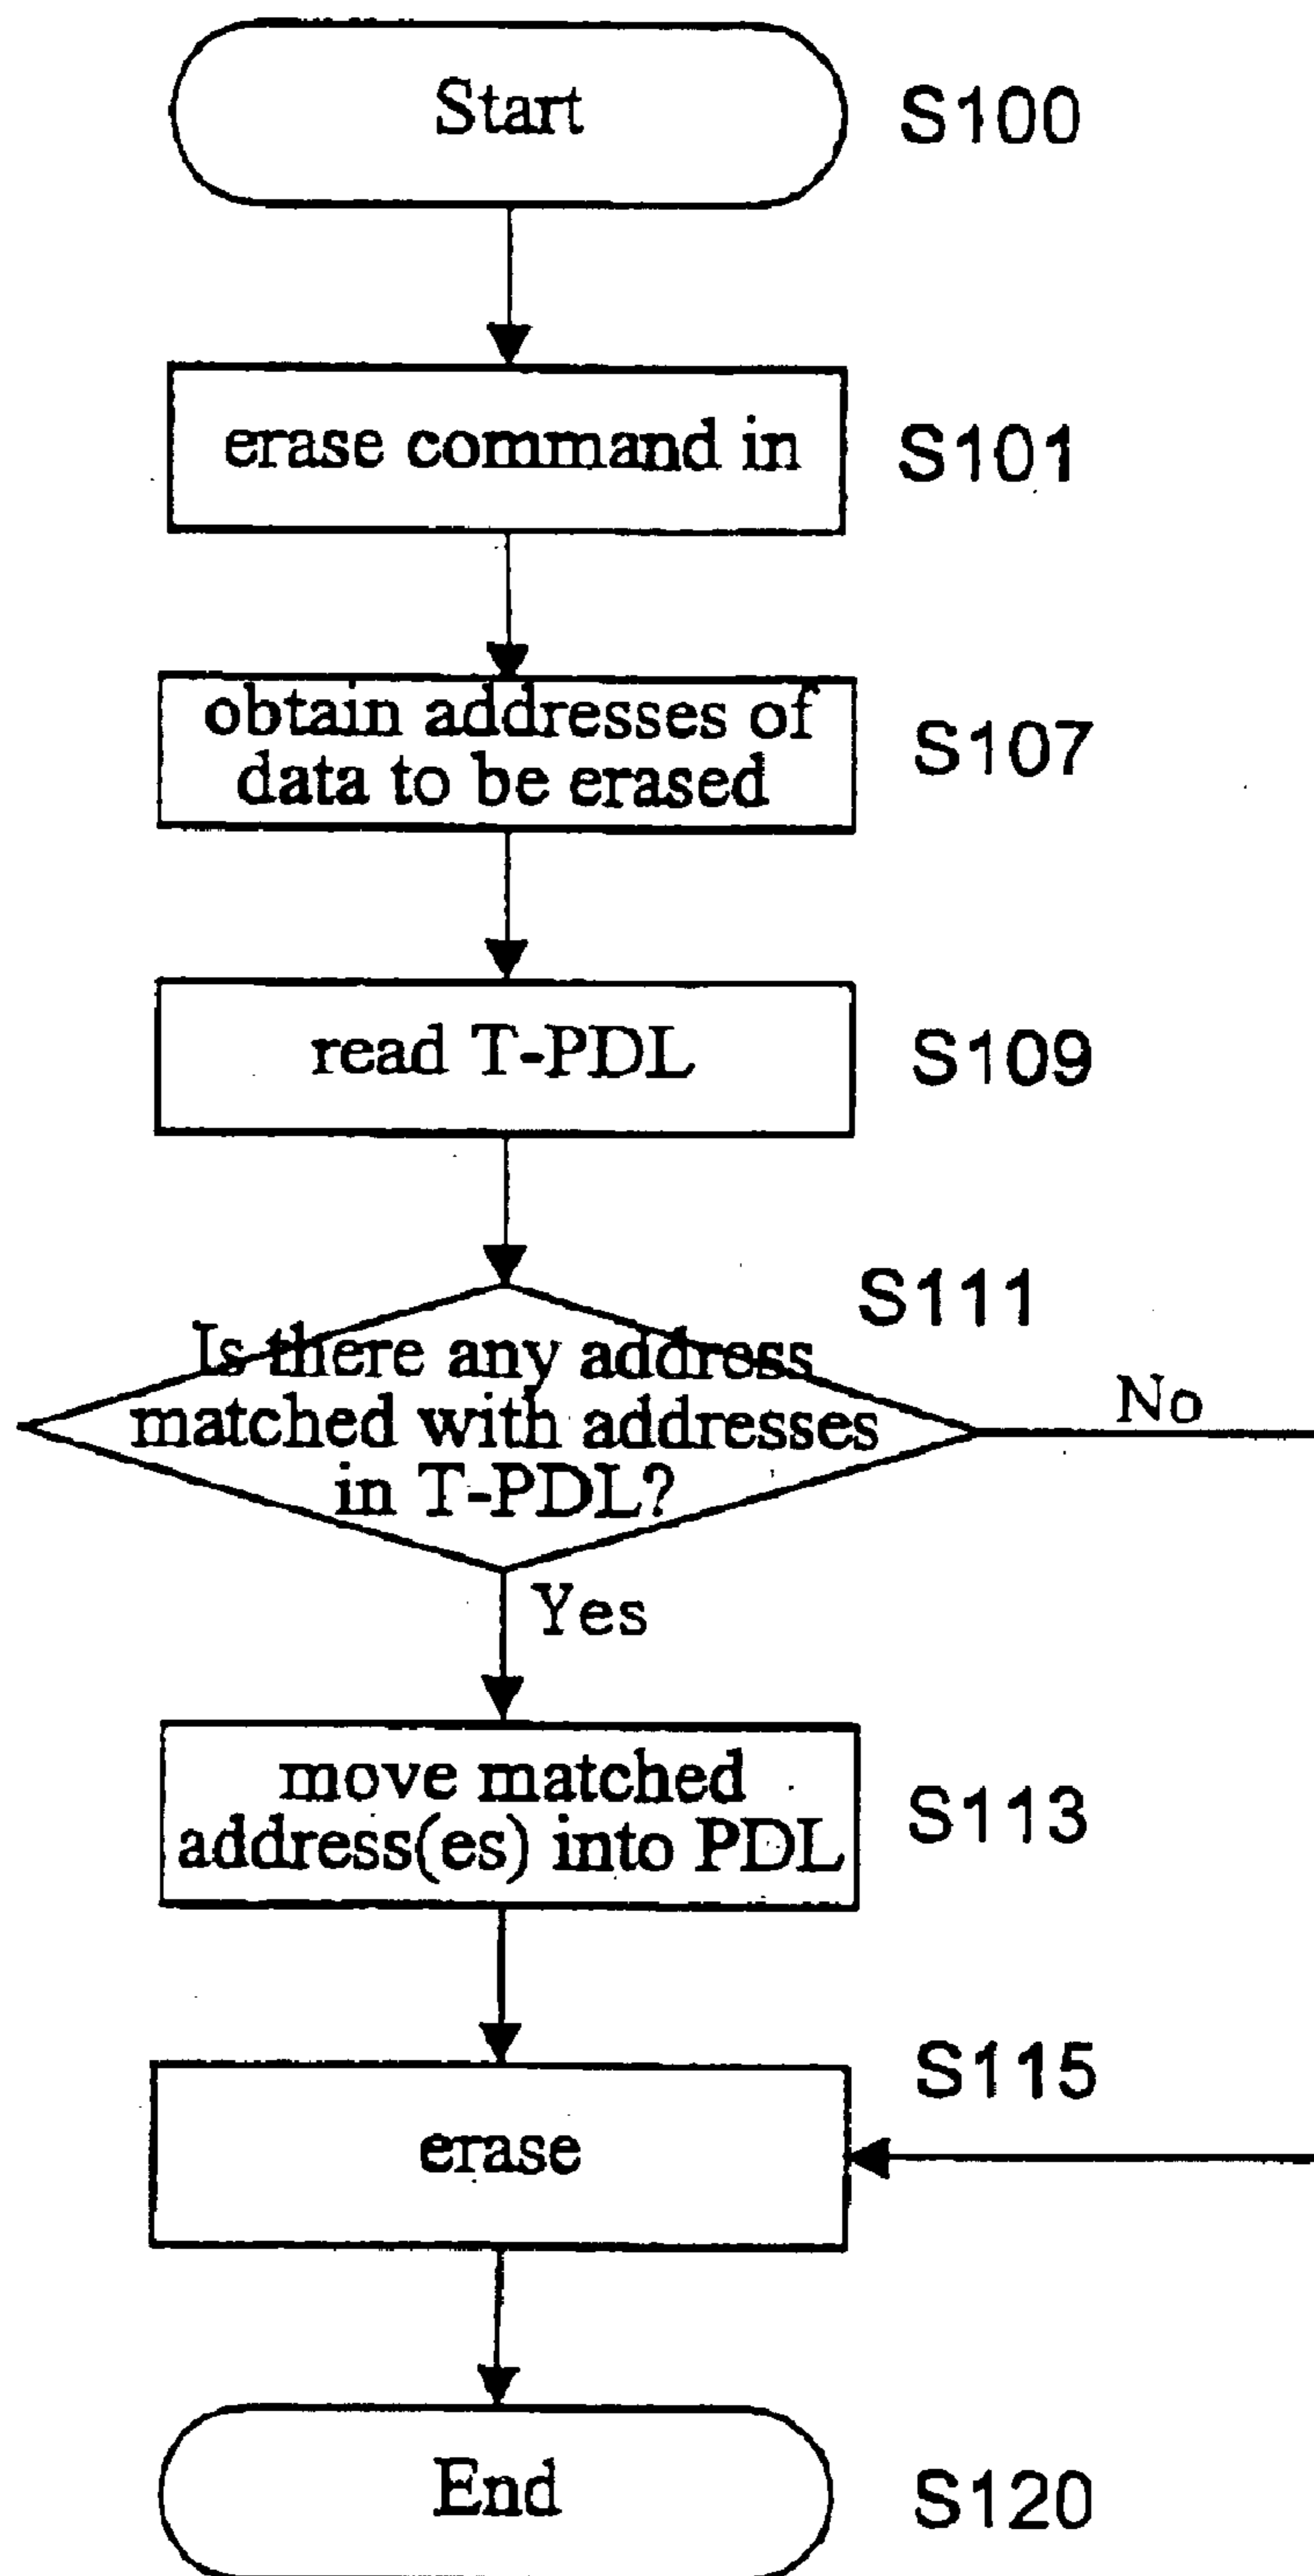 Start
S100
erase command in
S101
obtain addresses of
data to be erased
S107
read T-PDL
S109
S111
Is there any address
matched with addresses
in T-PDL?
No
Yes
move matched
address(es) into PDL
S113
S115
erase
End
S120